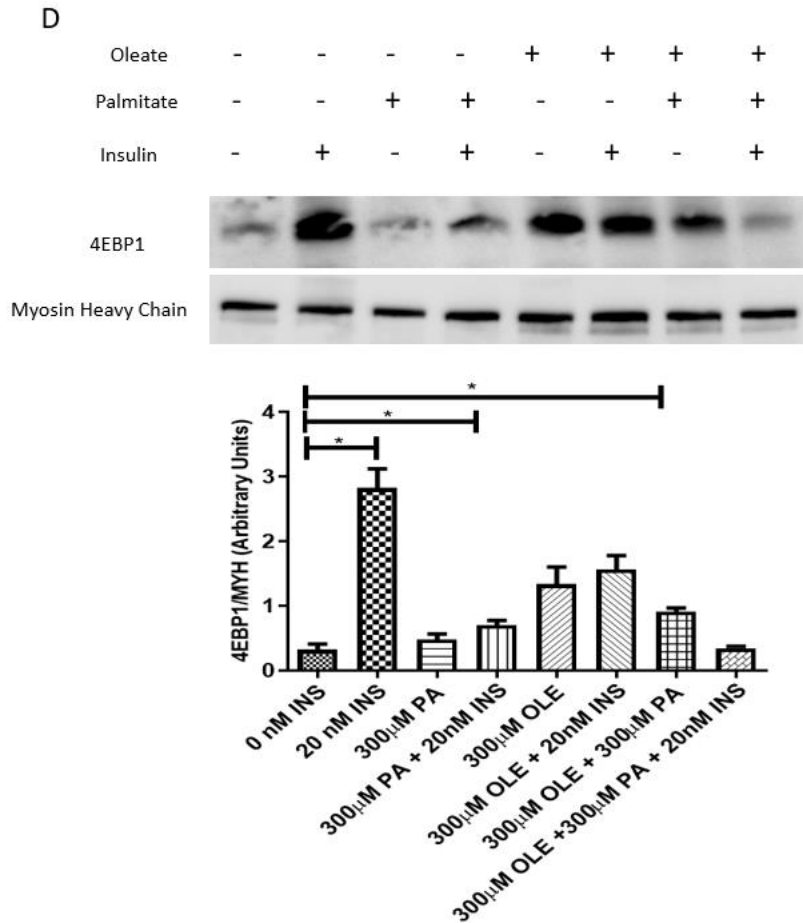 D
Oleate - - - - + + + +
Palmitate - - + + - - + +
Insulin - + - + - + - +
4EBP1
Myosin Heavy Chain
*
*
*
4EBP1/MYH (Arbitrary Units)
4
3
2
1
0
0 nM INS
20 nM INS
300μM PA
300μM PA + 20nM INS
300μM OLE
300μM OLE + 20nM INS
300μM OLE + 300μM PA
300μM OLE +300μM PA + 20nM INS